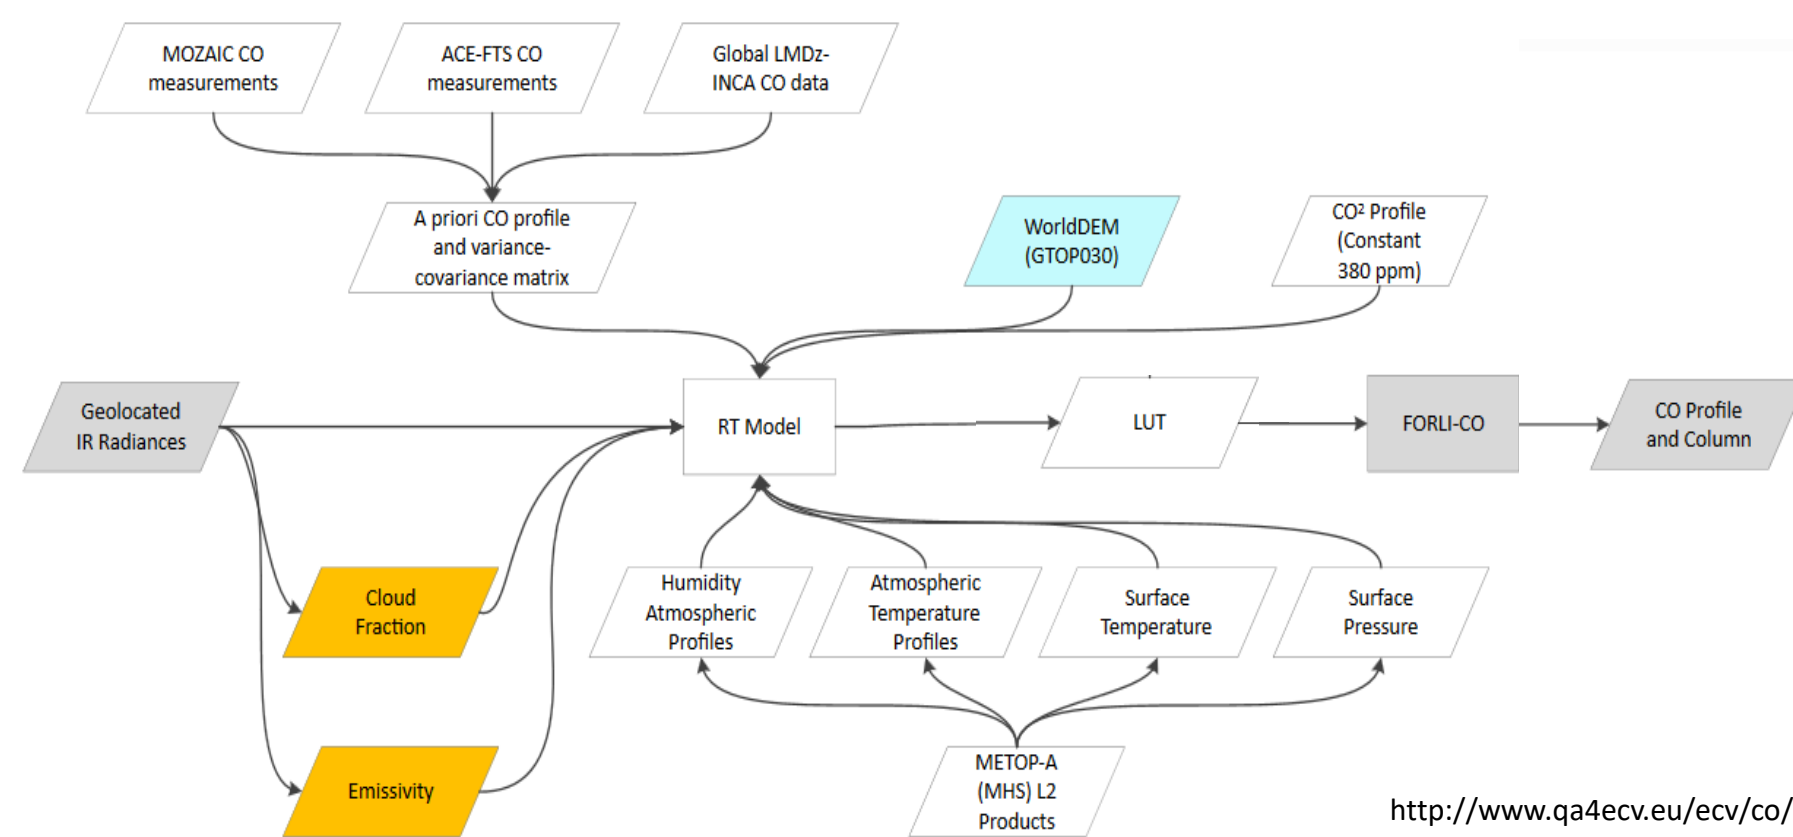 MOZAIC CO
measurements
ACE-FTS CO
measurements
Global LMDz-
INCA CO data
A priori CO profile
and variance-
covariance matrix
WorldDEM
(GTOP030)
CO² Profile
(Constant
380 ppm)
Geolocated
IR Radiances
RT Model
LUT
FORLI-CO
CO Profile
and Column
Cloud
Fraction
Humidity
Atmospheric
Profiles
Atmospheric
Temperature
Profiles
Surface
Temperature
Surface
Pressure
Emissivity
METOP-A
(MHS) L2
Products
http://www.qa4ecv.eu/ecv/co/